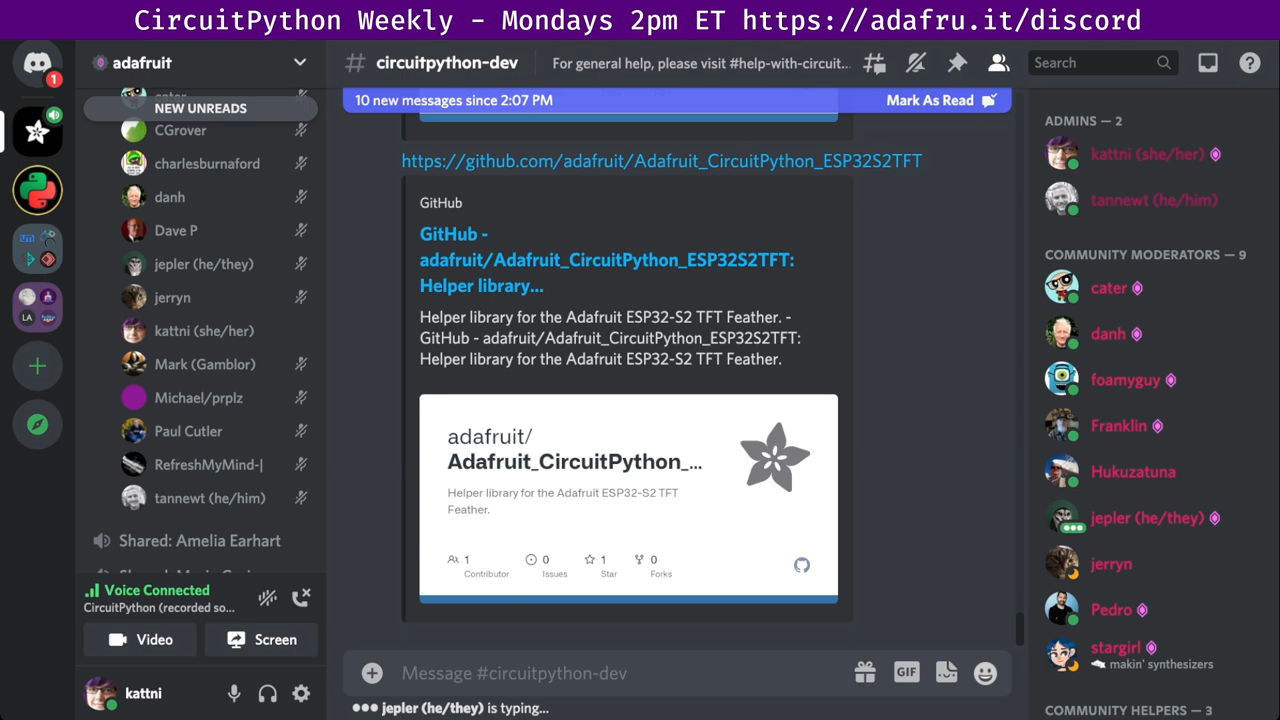 CircuitPython Weekly - Mondays 2pm ET https://adafru.it/discord
1
adafruit
cater
NEW UNREADS
CGrover
charlesburnaford
danh
Dave P
jepler (he/they)
jerryn
kattni (she/her)
Mark (Gamblor)
Michael/prplz
Paul Cutler
RefreshMyMind-|
tannewt (he/him)
Shared: Amelia Earhart
LA
Voice Connected
CircuitPython (recorded so...
Video
Screen
kattni
circuitpython-dev
For general help, please visit #help-with-circuit...
Search
10 new messages since 2:07 PM
Mark As Read
https://github.com/adafruit/Adafruit_CircuitPython_ESP32S2TFT
GitHub
GitHub -
adafruit/Adafruit_CircuitPython_ESP32S2TFT:
Helper library...
Helper library for the Adafruit ESP32-S2 TFT Feather. -
GitHub - adafruit/Adafruit_CircuitPython_ESP32S2TFT:
Helper library for the Adafruit ESP32-S2 TFT Feather.
adafruit/
Adafruit_CircuitPython_...
Helper library for the Adafruit ESP32-S2 TFT
Feather.
1 Contributor
0 Issues
1 Star
0 Forks
Message #circuitpython-dev
GIF
jepler (he/they) is typing...
ADMINS — 2
kattni (she/her)
tannewt (he/him)
COMMUNITY MODERATORS — 9
cater
danh
foamyguy
Franklin
Hukuzatuna
jepler (he/they)
jerryn
Pedro
stargirl
makin' synthesizers
COMMUNITY HELPERS — 3